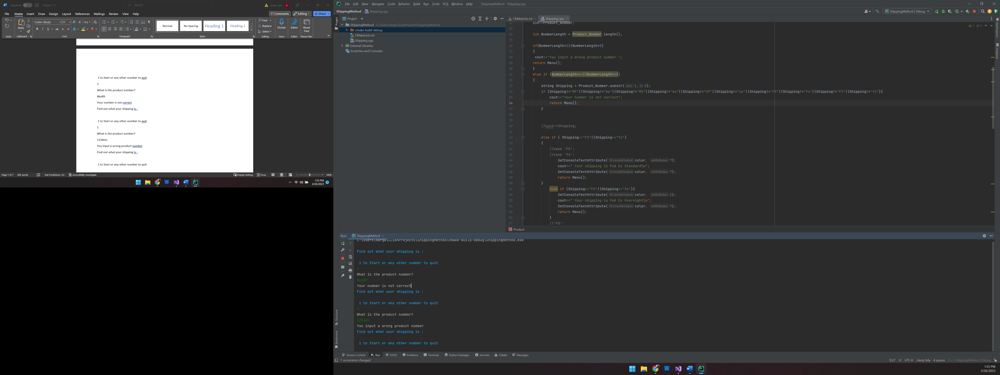 AutoSave Off Project 7 Search Jones, Lyle JL
File Home Insert Draw Design Layout References Mailings Review View Help Comments Editing Share
Paste Calibri (Body) 11 Normal No Spacing Heading 1 Heading 2 Find Replace Select Dictate Editor Reuse Files
Undo Clipboard Font Paragraph Styles Editing Voice Editor Reuse Files
1 to Start or any other number to quit
1
What is the product number?
8ko89
Your number is not correct
Find out what your shipping is :
1 to Start or any other number to quit
1
What is the product number?
1234ms
You input a wrong product number
Find out what your shipping is :
1 to Start or any other number to quit
Page 7 of 7 685 words Text Predictions: On Accessibility: Investigate Display Settings Focus 100%
1:55 PM
2/26/2023
File Edit View Navigate Code Refactor Build Run Tools VCS Window Help ShippingMethod - Shipping.cpp
ShippingMethod Shipping.cpp ShippingMethod | Debug
Project CMakeLists.txt Shipping.cpp
ShippingMethod C:\Users\sarga\CLionProjects\ShippingMethod
cmake-build-debug
CMakeLists.txt
Shipping.cpp
External Libraries
Scratches and Consoles
Project
Notifications
Database
7 1
22 cin>>Product_Number;
23
24 int NumberLength = Product_Number.length();
25
26 if(NumberLength<1||NumberLength>5)
27 {
28 cout<<"You input a wrong product number ";
29 return Menu();
30 }
31 else if (NumberLength>=4||NumberLength<=5)
32 {
33 string Shipping = Product_Number.substr( pos: 1, n: 2);
34 if (Shipping!="MP"||Shipping!="mp"||Shipping!="MS"||Shipping!="ms"||Shipping!="UP"||Shipping!="up"||Shipping!="FO"||Shipping!="fo"||Shipping!="FS"||Shipping!="fs"){
35 cout<<"Your number is not correct";
36 return Menu();
37 }
38
39
40 //cout<<Shipping;
41
42 else if ( Shipping=="FS"||Shipping=="fs")
43 {
44 //case 'FS':
45 //case 'fs':
46 SetConsoleTextAttribute( hConsoleOutput: color, wAttributes: 7);
47 cout<<" Your shipping is Fed Ex Standard\n";
48 SetConsoleTextAttribute( hConsoleOutput: color, wAttributes: 7);
49 return Menu();
50 }
51 else if (Shipping=="FO"||Shipping=="fo"){
52 SetConsoleTextAttribute( hConsoleOutput: color, wAttributes: 2);
53 cout<<" Your shipping is Fed Ex Overnight\n";
54 SetConsoleTextAttribute( hConsoleOutput: color, wAttributes: 7);
55 return Menu();
56 }
57 //'FO':
Product
Run: ShippingMethod
C:\Users\sarga\CLionProjects\ShippingMethod\cmake-build-debug\ShippingMethod.exe
Find out what your shipping is :
1 to Start or any other number to quit
1
What is the product number?
8ko89
Your number is not correct
Find out what your shipping is :
1 to Start or any other number to quit
1
What is the product number?
1234ms
You input a wrong product number
Find out what your shipping is :
1 to Start or any other number to quit
Structure
Bookmarks
Version Control Run TODO Problems Terminal Python Packages Services CMake Messages
1 occurrence changed 9:27 LF UTF-8 .clang-tidy 4 spaces C++: ShippingMethod | Debug
1:55 PM
2/26/2023